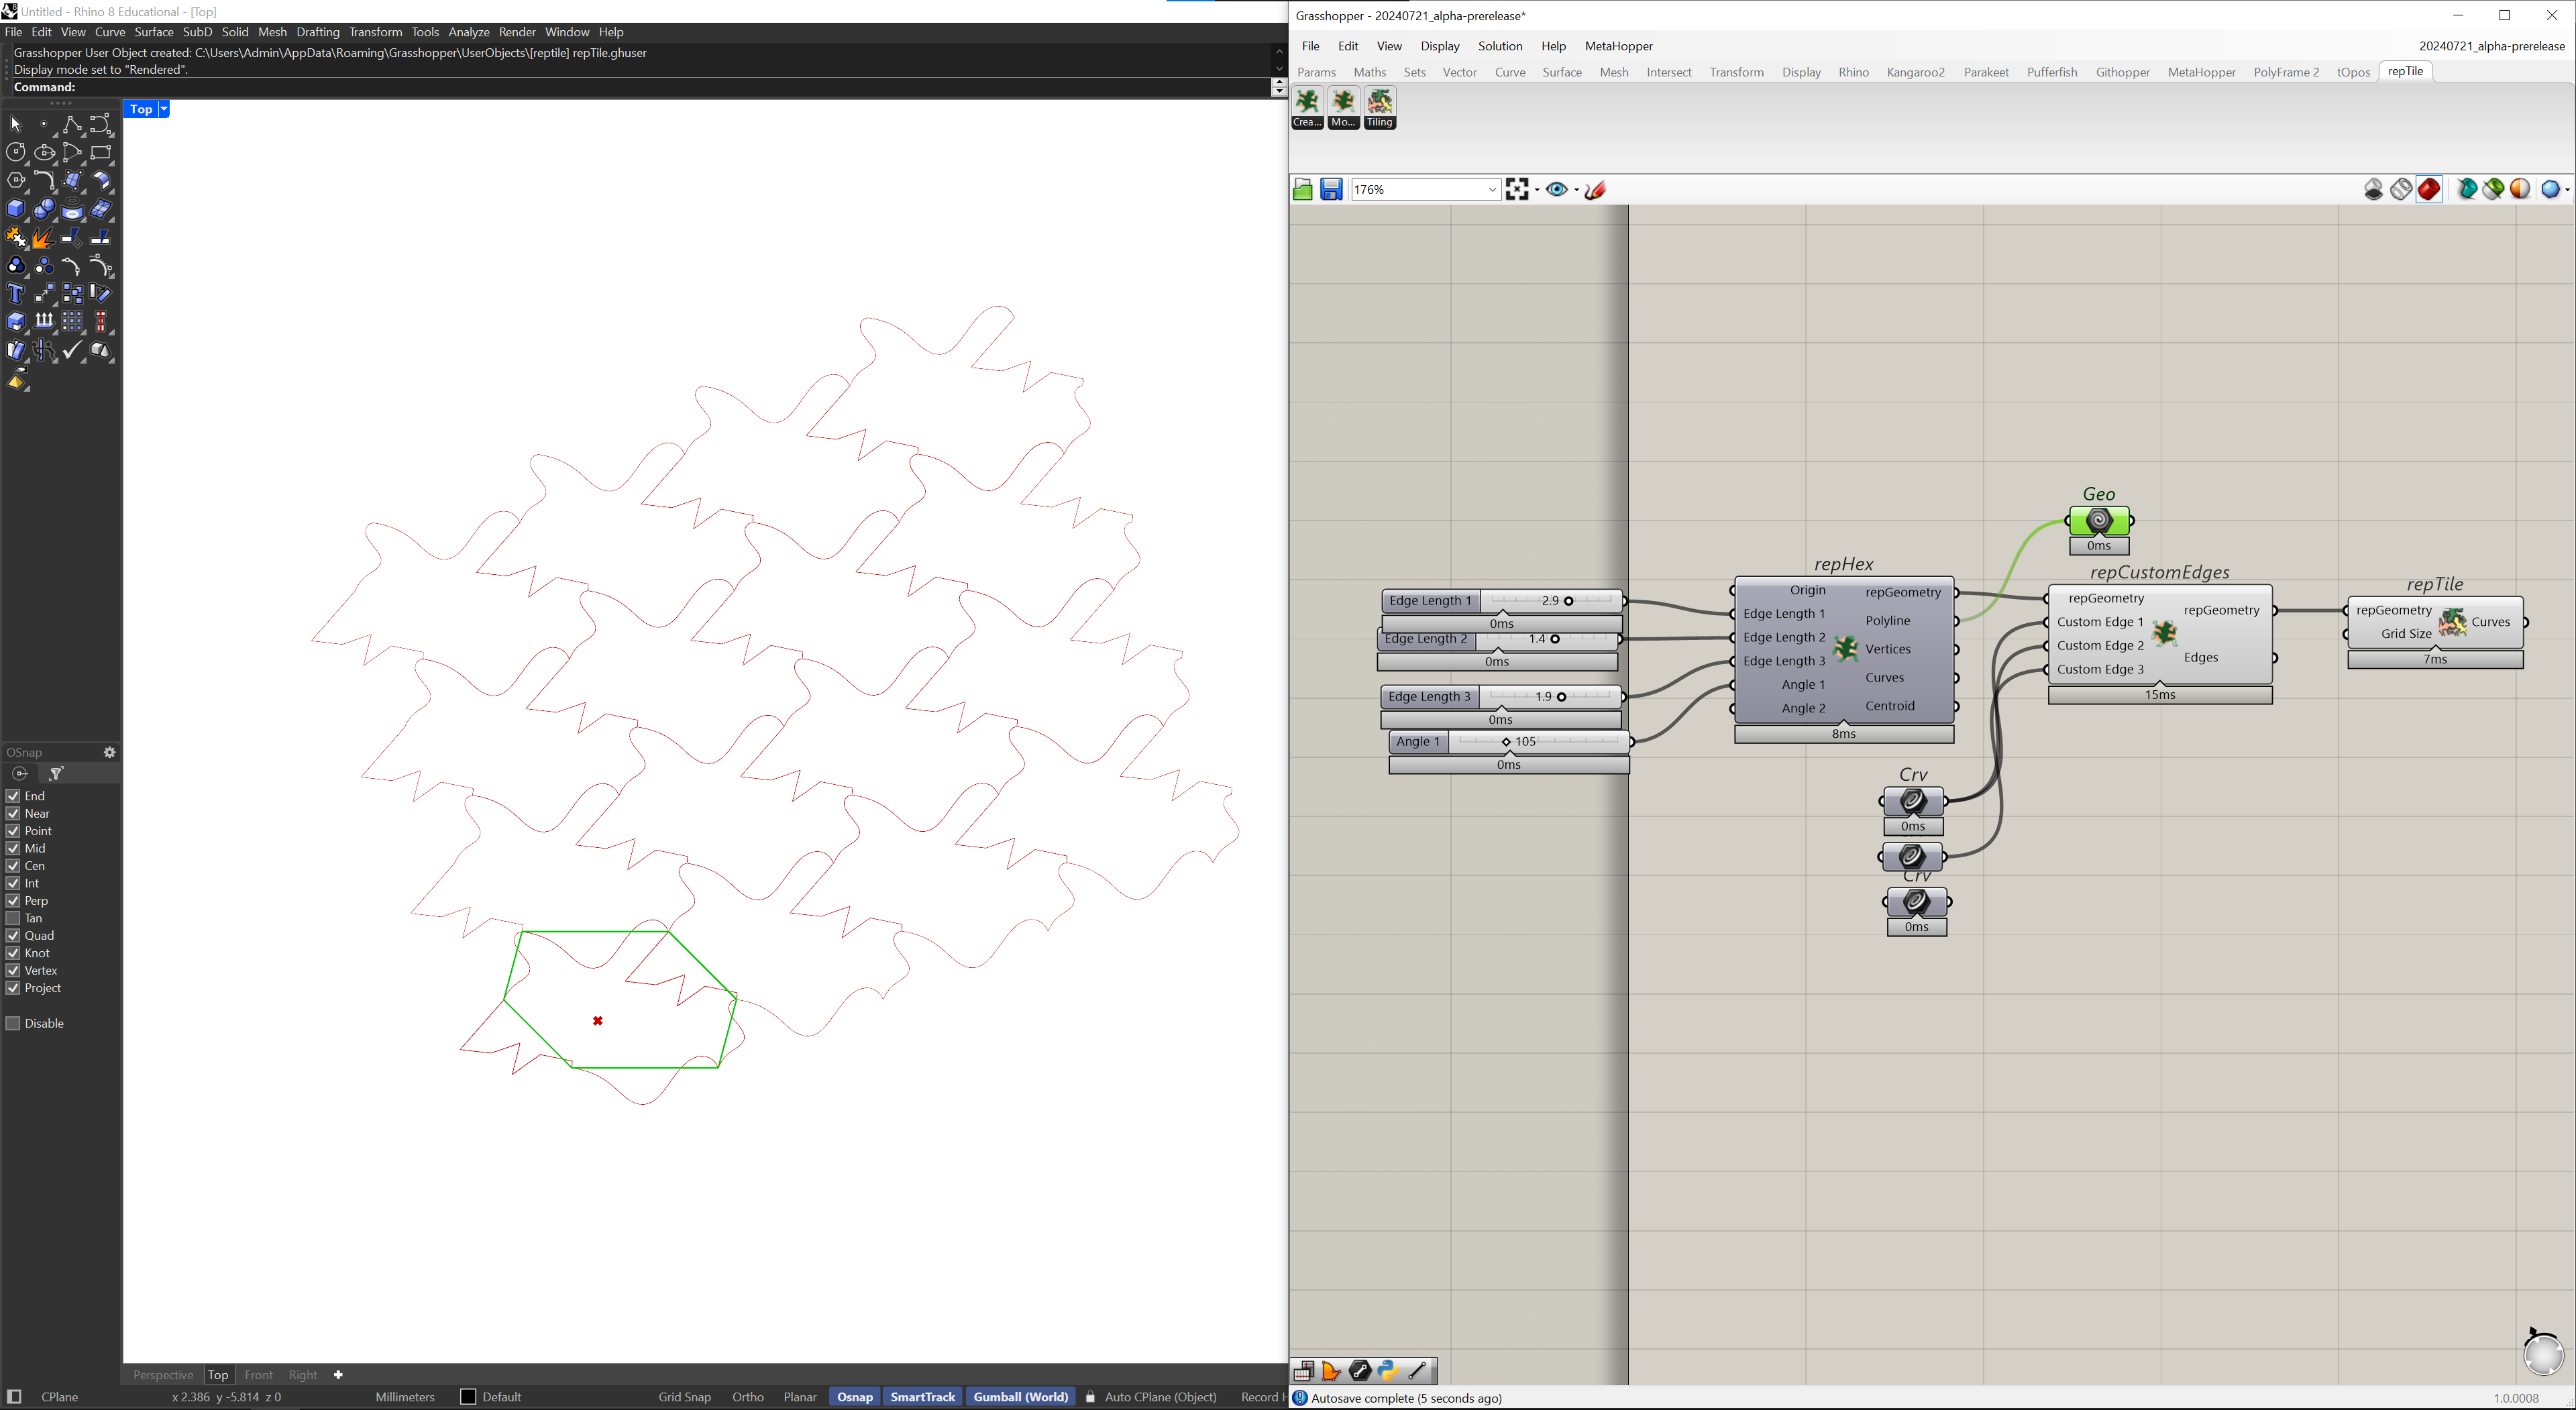 Untitled - Rhino 8 Educational - [Top]
File Edit View Curve Surface SubD Solid Mesh Drafting Transform Tools Analyze Render Window Help
Grasshopper User Object created: C:\Users\Admin\AppData\Roaming\Grasshopper\UserObjects\[reptile] repTile.ghuser
Display mode set to "Rendered".
Command:
Top
OSnap
End
Near
Point
Mid
Cen
Int
Perp
Tan
Quad
Knot
Vertex
Project
Disable
Perspective Top Front Right
CPlane x 2.386 y -5.814 z 0 Millimeters Default Grid Snap Ortho Planar Osnap SmartTrack Gumball (World) Auto CPlane (Object) Record H
Grasshopper - 20240721_alpha-prerelease*
File Edit View Display Solution Help MetaHopper 20240721_alpha-prerelease
Params Maths Sets Vector Curve Surface Mesh Intersect Transform Display Rhino Kangaroo2 Parakeet Pufferfish Githopper MetaHopper PolyFrame 2 tOpos repTile
Crea... Mo... Tiling
176%
Geo
0ms
Edge Length 1 2.9
0ms
Edge Length 2 1.4
0ms
Edge Length 3 1.9
0ms
Angle 1 105
0ms
repHex
Origin
Edge Length 1
Edge Length 2
Edge Length 3
Angle 1
Angle 2
repGeometry
Polyline
Vertices
Curves
Centroid
8ms
repCustomEdges
repGeometry
Custom Edge 1
Custom Edge 2
Custom Edge 3
repGeometry
Edges
15ms
repTile
repGeometry
Grid Size
Curves
7ms
Crv
0ms
Crv
0ms
Autosave complete (5 seconds ago)
1.0.0008